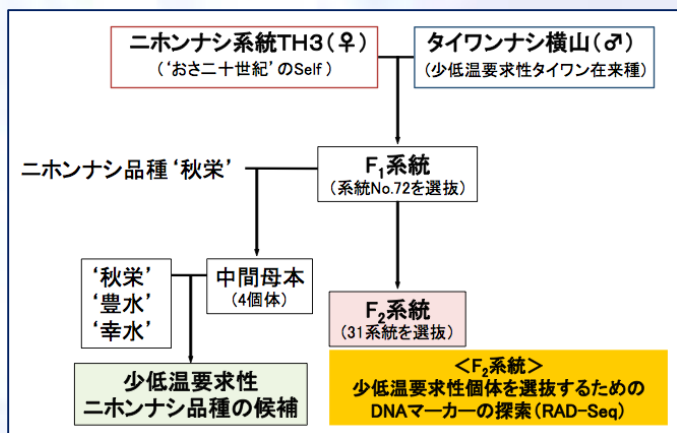 ニホンナシ系統TH3(♀)
(‘おさ二十世紀’のSelf)
タイワンナシ横山(♂)
(少低温要求性タイワン在来種)
ニホンナシ品種‘秋栄’
F₁系統
(系統No.72を選抜)
‘秋栄’
‘豊水’
‘幸水’
中間母本
(4個体)
F₂系統
(31系統を選抜)
少低温要求性
ニホンナシ品種の候補
<F₂系統>
少低温要求性個体を選抜するための
DNAマーカーの探索(RAD-Seq)